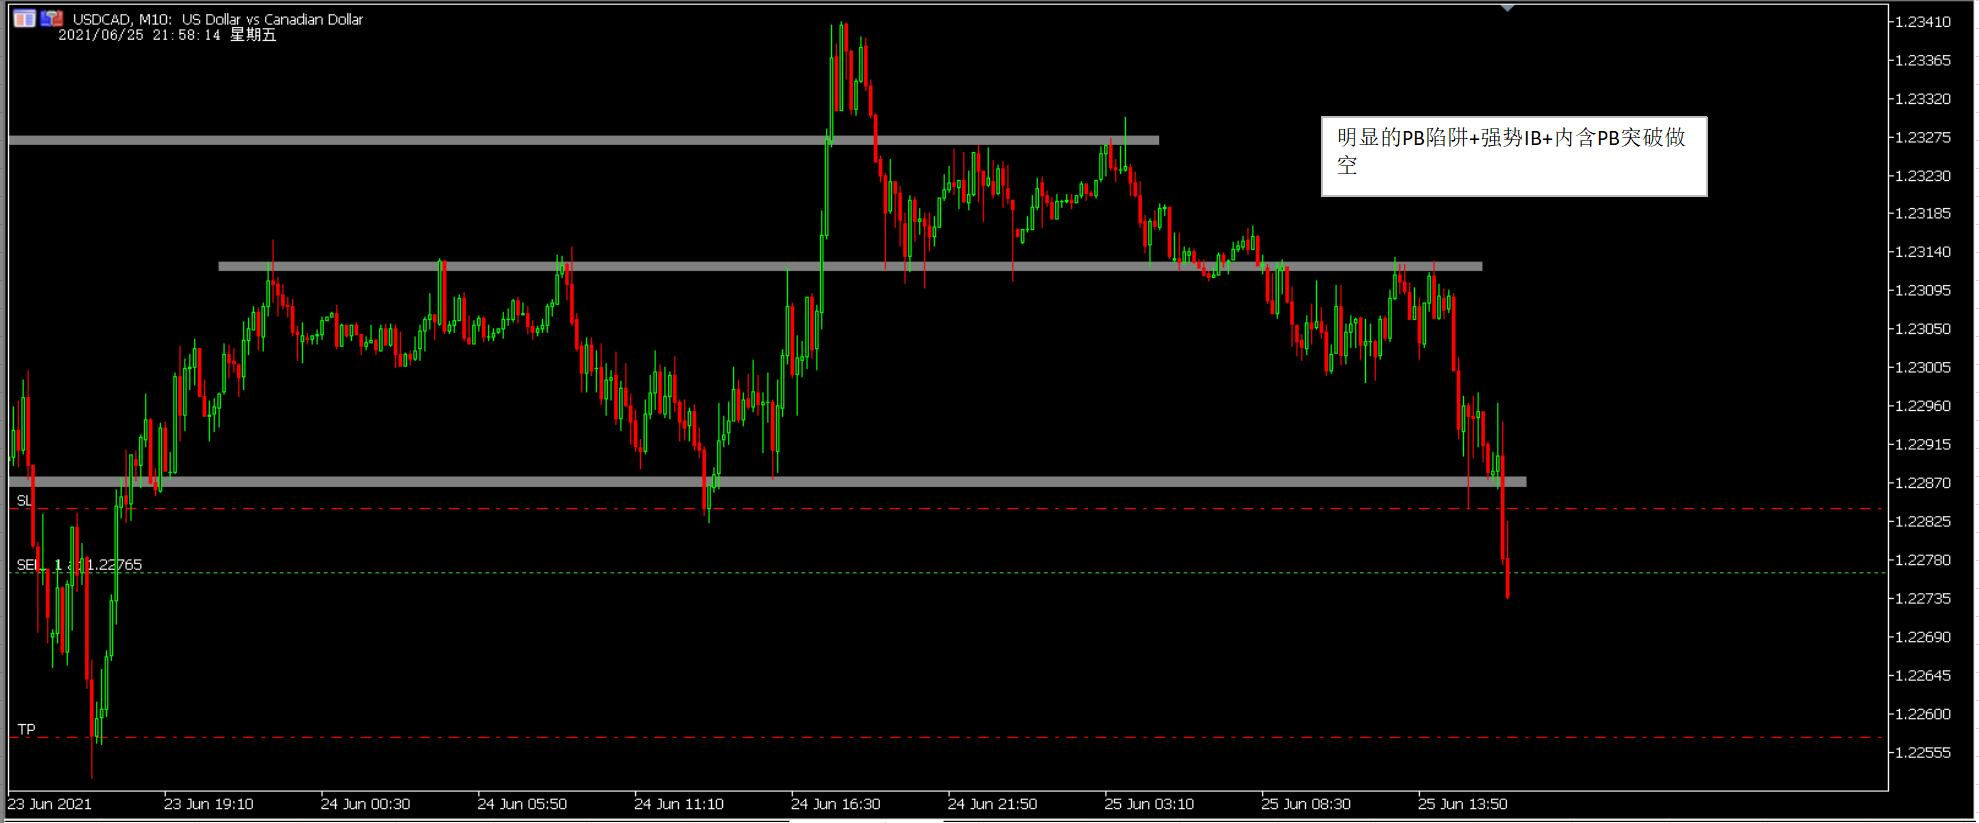 USDCAD, M10: US Dollar vs Canadian Dollar
2021/06/25 21:58:14 星期五
明显的PB陷阱+强势IB+内含PB突破做
空
SL
SELL 1 at 1.22765
TP
1.23410
1.23365
1.23320
1.23275
1.23230
1.23185
1.23140
1.23095
1.23050
1.23005
1.22960
1.22915
1.22870
1.22825
1.22780
1.22735
1.22690
1.22645
1.22600
1.22555
23 Jun 2021
23 Jun 19:10
24 Jun 00:30
24 Jun 05:50
24 Jun 11:10
24 Jun 16:30
24 Jun 21:50
25 Jun 03:10
25 Jun 08:30
25 Jun 13:50